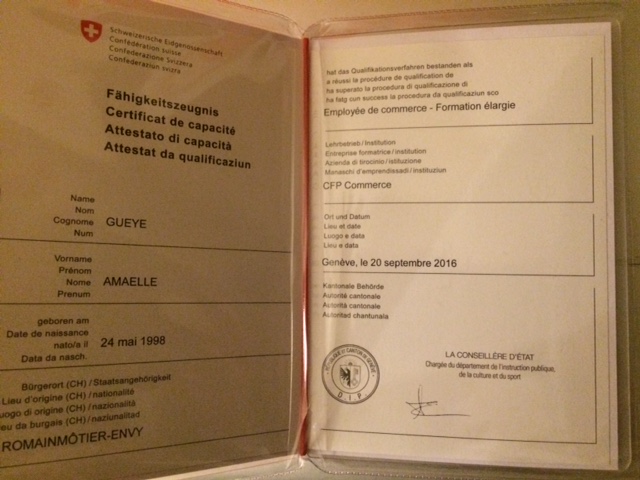 Schweizerische Eidgenossenschaft
Confédération suisse
Confederazione Svizzera
Confederaziun svizra
Fähigkeitszeugnis
Certificat de capacité
Attestato di capacità
Attestat da qualificaziun
Name
Nom
Cognome
Num
GUEYE
Vorname
Prénom
Nome
Prenum
AMAELLE
geboren am
Date de naissance
nato/a il
Data da nasch.
24 mai 1998
Bürgerort (CH) / Staatsangehörigkeit
Lieu d'origine (CH) / nationalité
uogo di origine (CH) / nazionalità
eu da burgais (CH) / naziunalitad
ROMAINMÔTIER-ENVY
hat das Qualifikationsverfahren bestanden als
a réussi la procédure de qualification de
ha superato la procedura di qualificazione di
ha fatg cun success la procedura da qualificaziun sco
Employée de commerce - Formation élargie
Lehrbetrieb / Institution
Entreprise formatrice / institution
Azienda di tirocinio / istituzione
Manaschi d'emprendissadi / instituziun
CFP Commerce
Ort und Datum
Lieu et date
Luogo e data
Lieu e data
Genève, le 20 septembre 2016
Kantonale Behörde
Autorité cantonale
Autorità cantonale
Autoritad chantunala
LA CONSEILLÈRE D'ÉTAT
Chargée du département de l'instruction publique,
de la culture et du sport
D.I.P.